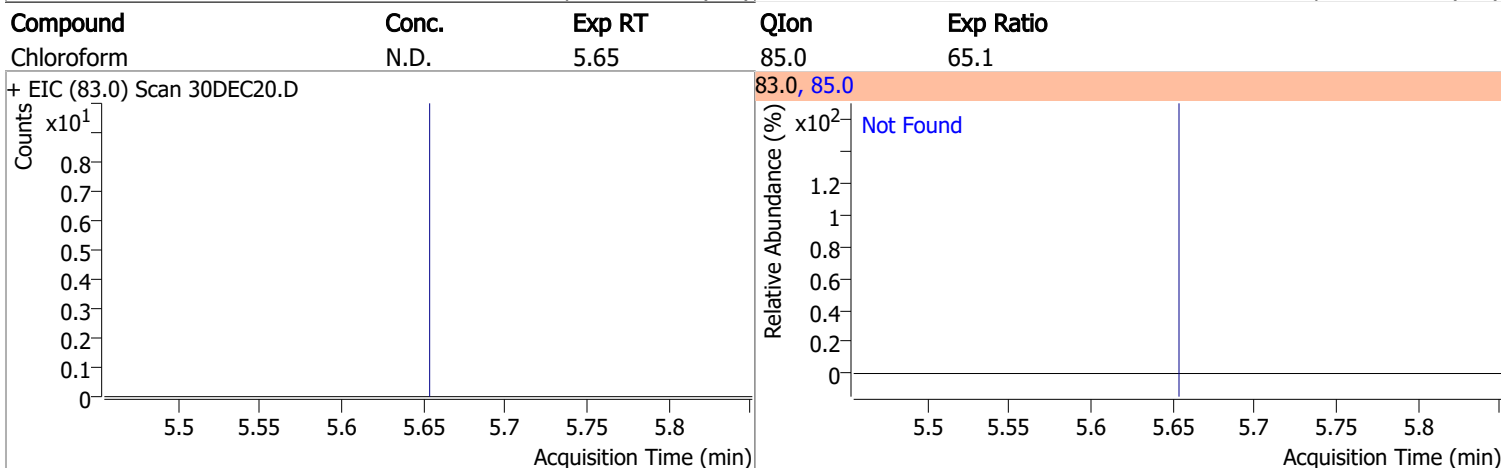 Compound Conc. Exp RT QIon Exp Ratio
Chloroform N.D. 5.65 85.0 65.1
+ EIC (83.0) Scan 30DEC20.D
Counts
x10¹
0.8
0.7
0.6
0.5
0.4
0.3
0.2
0.1
0
5.5 5.55 5.6 5.65 5.7 5.75 5.8
Acquisition Time (min)
83.0, 85.0
Relative Abundance (%)
x10²
Not Found
1.2
1
0.8
0.6
0.4
0.2
0
5.5 5.55 5.6 5.65 5.7 5.75 5.8
Acquisition Time (min)